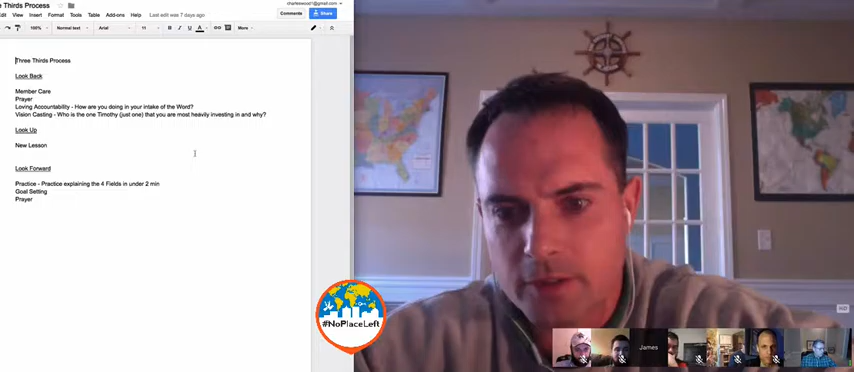 e Thirds Process
charleswood1@gmail.com
View Insert Format Tools Table Add-ons Help Last edit was 7 days ago
Comments Share
100% Normal text Arial 11 B I U A More
Three Thirds Process
Look Back
Member Care
Prayer
Loving Accountability - How are you doing in your intake of the Word?
Vision Casting - Who is the one Timothy (just one) that you are most heavily investing in and why?
Look Up
New Lesson
Look Forward
Practice - Practice explaining the 4 Fields in under 2 min
Goal Setting
Prayer
#NoPlaceLeft
HD
James